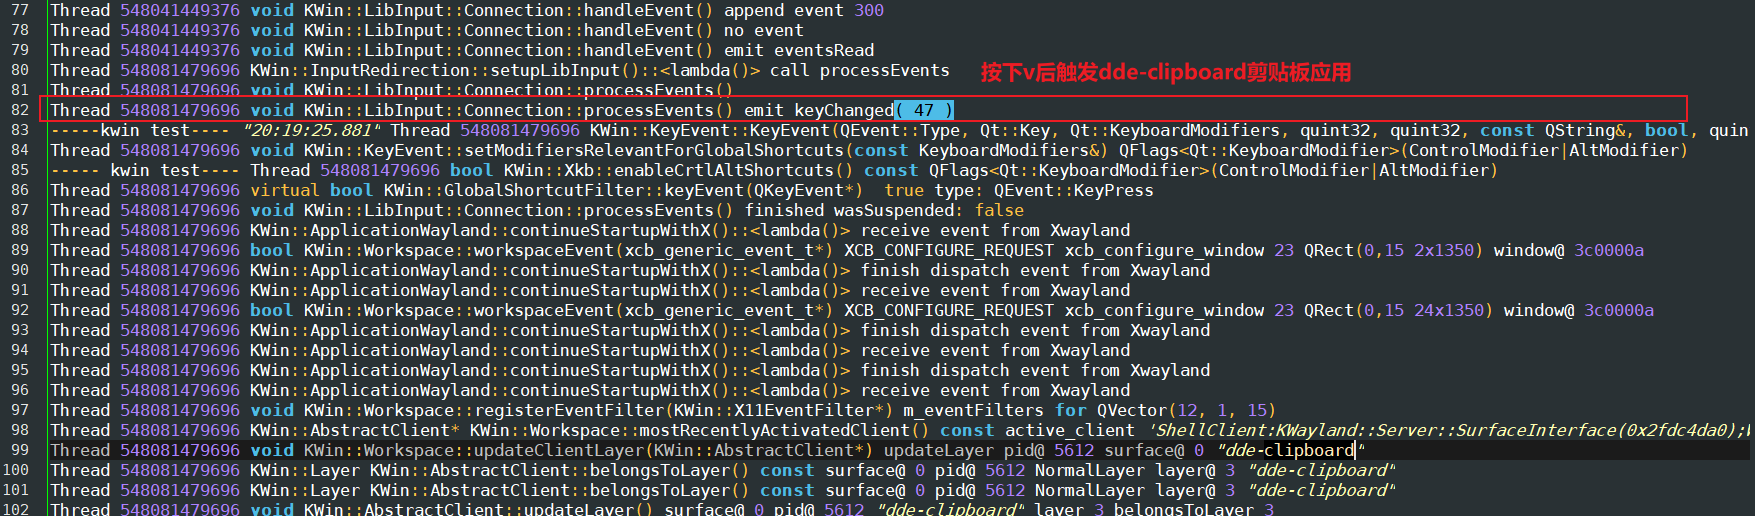 77 Thread 548041449376 void KWin::LibInput::Connection::handleEvent() append event 300
78 Thread 548041449376 void KWin::LibInput::Connection::handleEvent() no event
79 Thread 548041449376 void KWin::LibInput::Connection::handleEvent() emit eventsRead
80 Thread 548081479696 KWin::InputRedirection::setupLibInput()::<lambda()> call processEvents 按下v后触发dde-clipboard剪贴板应用
81 Thread 548081479696 void KWin::LibInput::Connection::processEvents()
82 Thread 548081479696 void KWin::LibInput::Connection::processEvents() emit keyChanged( 47 )
83 -----kwin test---- "20:19:25.881" Thread 548081479696 KWin::KeyEvent::KeyEvent(QEvent::Type, Qt::Key, Qt::KeyboardModifiers, quint32, quint32, const QString&, bool, quin
84 Thread 548081479696 void KWin::KeyEvent::setModifiersRelevantForGlobalShortcuts(const KeyboardModifiers&) QFlags<Qt::KeyboardModifier>(ControlModifier|AltModifier)
85 ----- kwin test---- Thread 548081479696 bool KWin::Xkb::enableCrtlAltShortcuts() const QFlags<Qt::KeyboardModifier>(ControlModifier|AltModifier)
86 Thread 548081479696 virtual bool KWin::GlobalShortcutFilter::keyEvent(QKeyEvent*) true type: QEvent::KeyPress
87 Thread 548081479696 void KWin::LibInput::Connection::processEvents() finished wasSuspended: false
88 Thread 548081479696 KWin::ApplicationWayland::continueStartupWithX()::<lambda()> receive event from Xwayland
89 Thread 548081479696 bool KWin::Workspace::workspaceEvent(xcb_generic_event_t*) XCB_CONFIGURE_REQUEST xcb_configure_window 23 QRect(0,15 2x1350) window@ 3c0000a
90 Thread 548081479696 KWin::ApplicationWayland::continueStartupWithX()::<lambda()> finish dispatch event from Xwayland
91 Thread 548081479696 KWin::ApplicationWayland::continueStartupWithX()::<lambda()> receive event from Xwayland
92 Thread 548081479696 bool KWin::Workspace::workspaceEvent(xcb_generic_event_t*) XCB_CONFIGURE_REQUEST xcb_configure_window 23 QRect(0,15 24x1350) window@ 3c0000a
93 Thread 548081479696 KWin::ApplicationWayland::continueStartupWithX()::<lambda()> finish dispatch event from Xwayland
94 Thread 548081479696 KWin::ApplicationWayland::continueStartupWithX()::<lambda()> receive event from Xwayland
95 Thread 548081479696 KWin::ApplicationWayland::continueStartupWithX()::<lambda()> finish dispatch event from Xwayland
96 Thread 548081479696 KWin::ApplicationWayland::continueStartupWithX()::<lambda()> receive event from Xwayland
97 Thread 548081479696 void KWin::Workspace::registerEventFilter(KWin::X11EventFilter*) m_eventFilters for QVector(12, 1, 15)
98 Thread 548081479696 KWin::AbstractClient* KWin::Workspace::mostRecentlyActivatedClient() const active_client 'ShellClient:KWayland::Server::SurfaceInterface(0x2fdc4da0);
99 Thread 548081479696 void KWin::Workspace::updateClientLayer(KWin::AbstractClient*) updateLayer pid@ 5612 surface@ 0 "dde-clipboard"
100 Thread 548081479696 KWin::Layer KWin::AbstractClient::belongsToLayer() const surface@ 0 pid@ 5612 NormalLayer layer@ 3 "dde-clipboard"
101 Thread 548081479696 KWin::Layer KWin::AbstractClient::belongsToLayer() const surface@ 0 pid@ 5612 NormalLayer layer@ 3 "dde-clipboard"
102 Thread 548081479696 void KWin::AbstractClient::updateLayer() surface@ 0 pid@ 5612 "dde-clipboard" layer 3 belongsToLayer 3